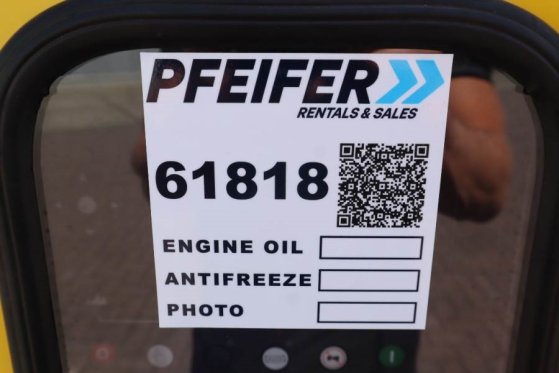 PFEIFER
RENTALS & SALES
61818
ENGINE OIL
ANTIFREEZE
PHOTO